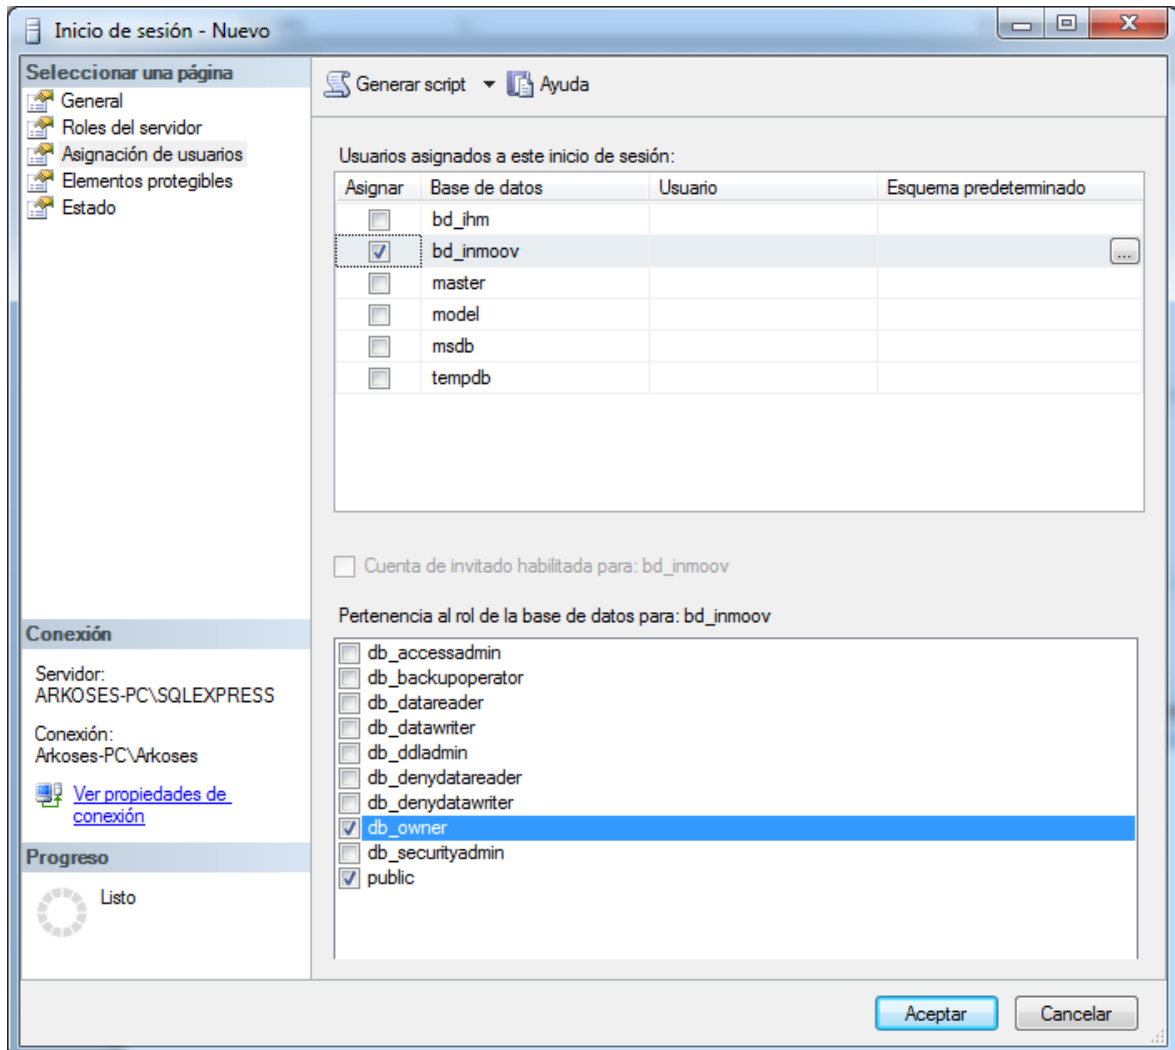 Inicio de sesión - Nuevo
Seleccionar una página
General
Roles del servidor
Asignación de usuarios
Elementos protegibles
Estado
Generar script
Ayuda
Usuarios asignados a este inicio de sesión:
Asignar Base de datos Usuario Esquema predeterminado
bd_ihm
bd_inmoov ...
master
model
msdb
tempdb
Cuenta de invitado habilitada para: bd_inmoov
Pertenencia al rol de la base de datos para: bd_inmoov
db_accessadmin
db_backupoperator
db_datareader
db_datawriter
db_ddladmin
db_denydatareader
db_denydatawriter
db_owner
db_securityadmin
public
Conexión
Servidor:
ARKOSES-PC\SQLEXPRESS
Conexión:
Arkoses-PC\Arkoses
Ver propiedades de
conexión
Progreso
Listo
Aceptar Cancelar